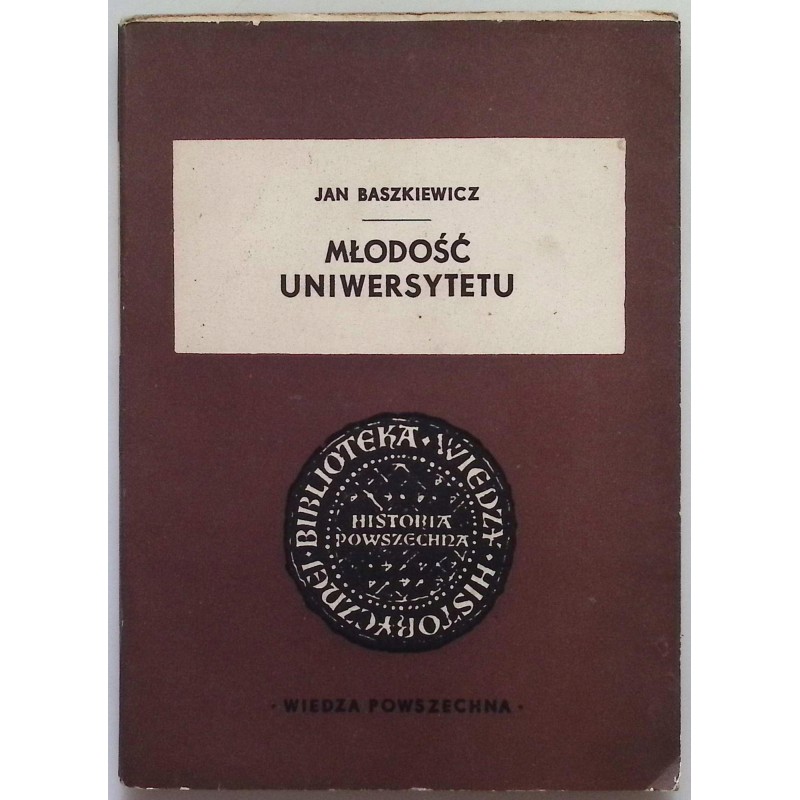 JAN BASZKIEWICZ
MŁODOŚĆ
UNIWERSYTETU
BIBLIOTEKA · WIEDZY · HISTORYCZNEJ ·
HISTORIA
POWSZECHNA
· WIEDZA POWSZECHNA ·